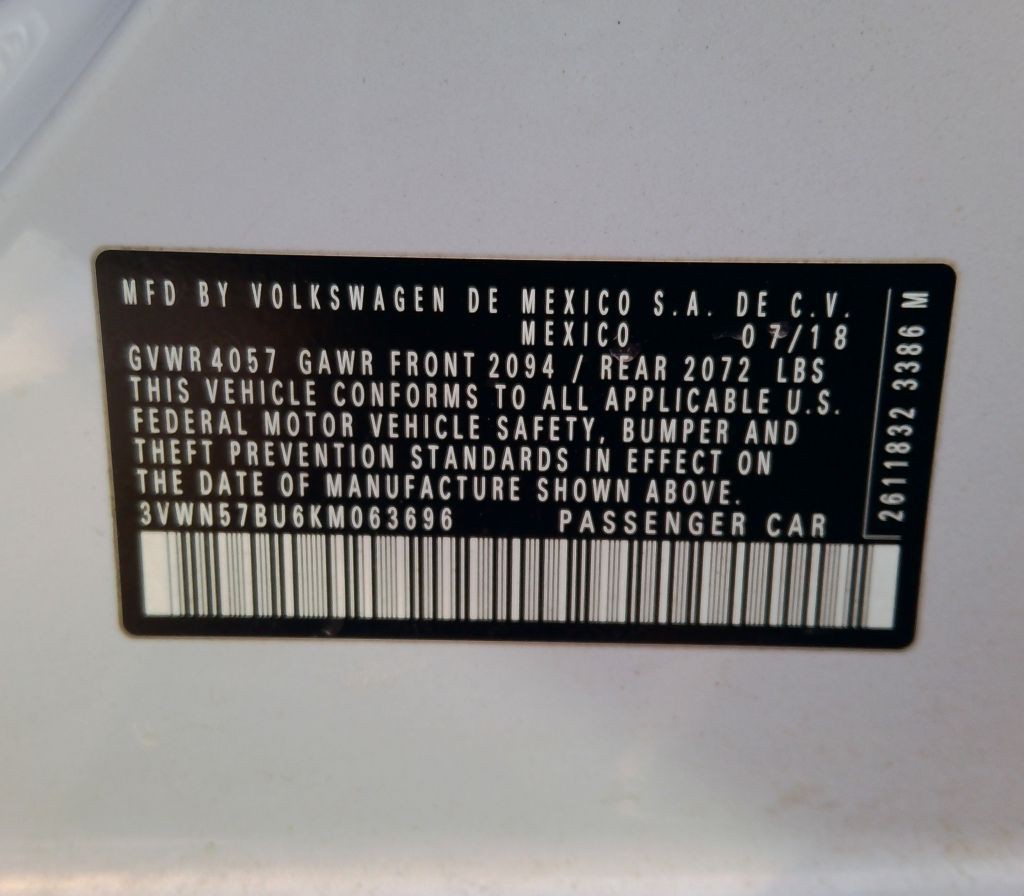 MFD BY VOLKSWAGEN DE MEXICO S.A. DE C.V.
MEXICO 07/18
GVWR 4057 GAWR FRONT 2094 / REAR 2072 LBS
THIS VEHICLE CONFORMS TO ALL APPLICABLE U.S.
FEDERAL MOTOR VEHICLE SAFETY, BUMPER AND
THEFT PREVENTION STANDARDS IN EFFECT ON
THE DATE OF MANUFACTURE SHOWN ABOVE.
3VWN57BU6KM063696 PASSENGER CAR
2611832 3386 M